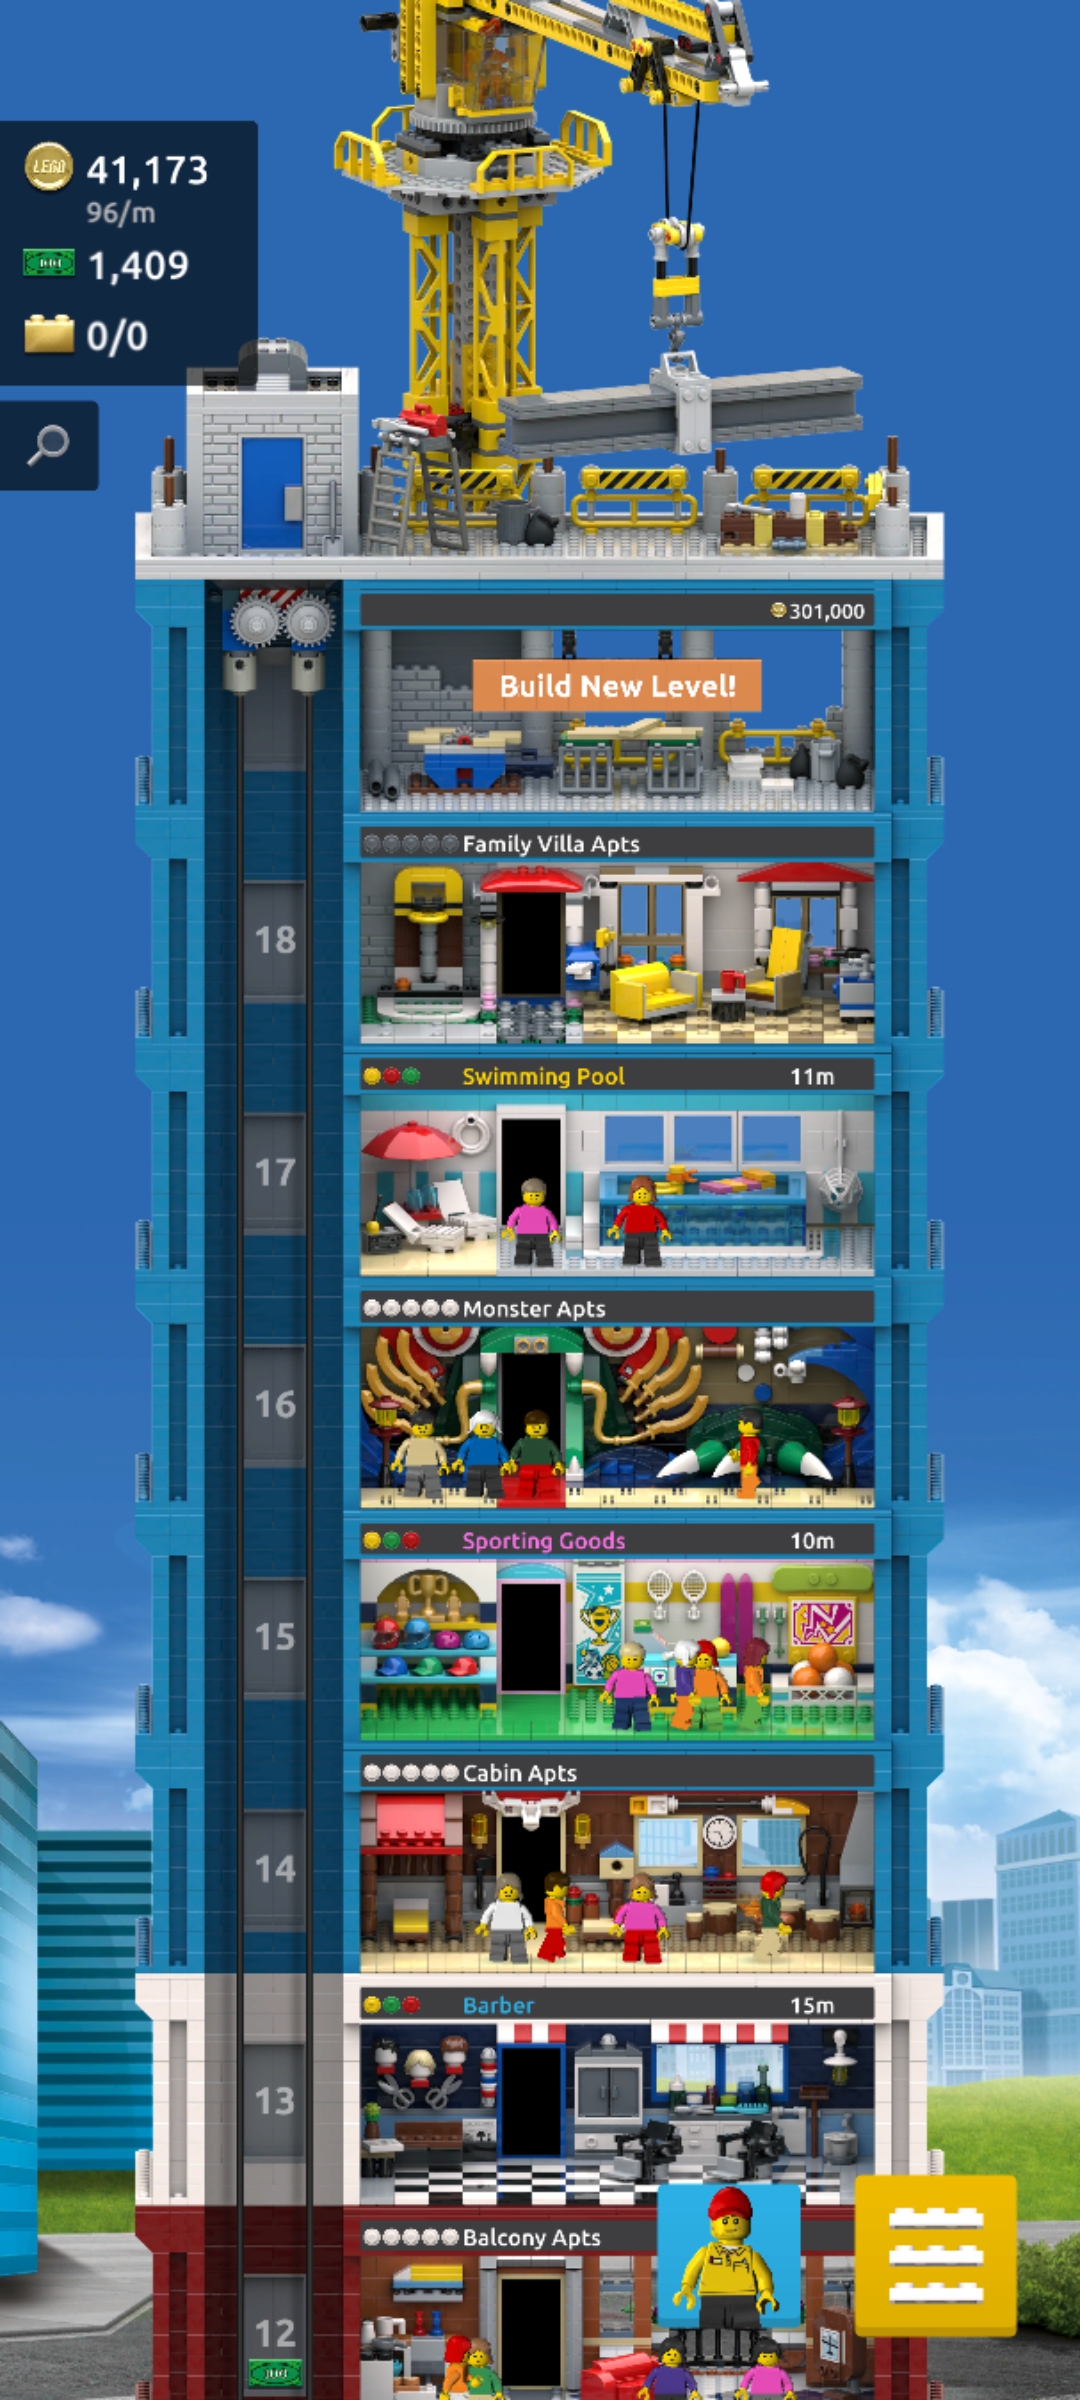 LEGO 41,173
96/m
1,409
0/0
301,000
Build New Level!
Family Villa Apts
18
Swimming Pool 11m
17
Monster Apts
16
Sporting Goods 10m
15
Cabin Apts
14
Barber 15m
13
Balcony Apts
12